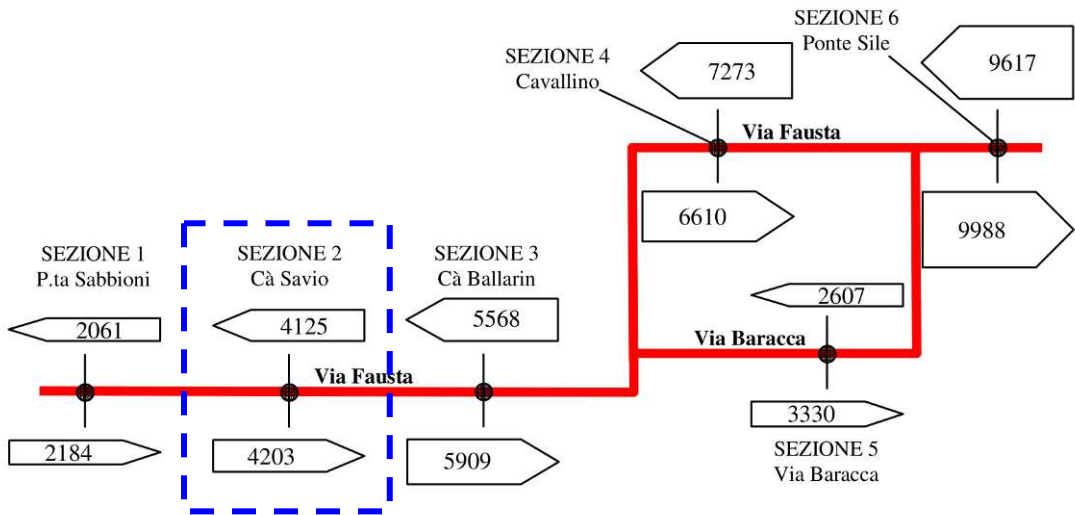 SEZIONE 6
Ponte Sile
SEZIONE 4
Cavallino
7273
9617
Via Fausta
6610
9988
SEZIONE 1
P.ta Sabbioni
SEZIONE 2
Cà Savio
SEZIONE 3
Cà Ballarin
2061
4125
5568
2607
Via Baracca
Via Fausta
2184
4203
5909
3330
SEZIONE 5
Via Baracca